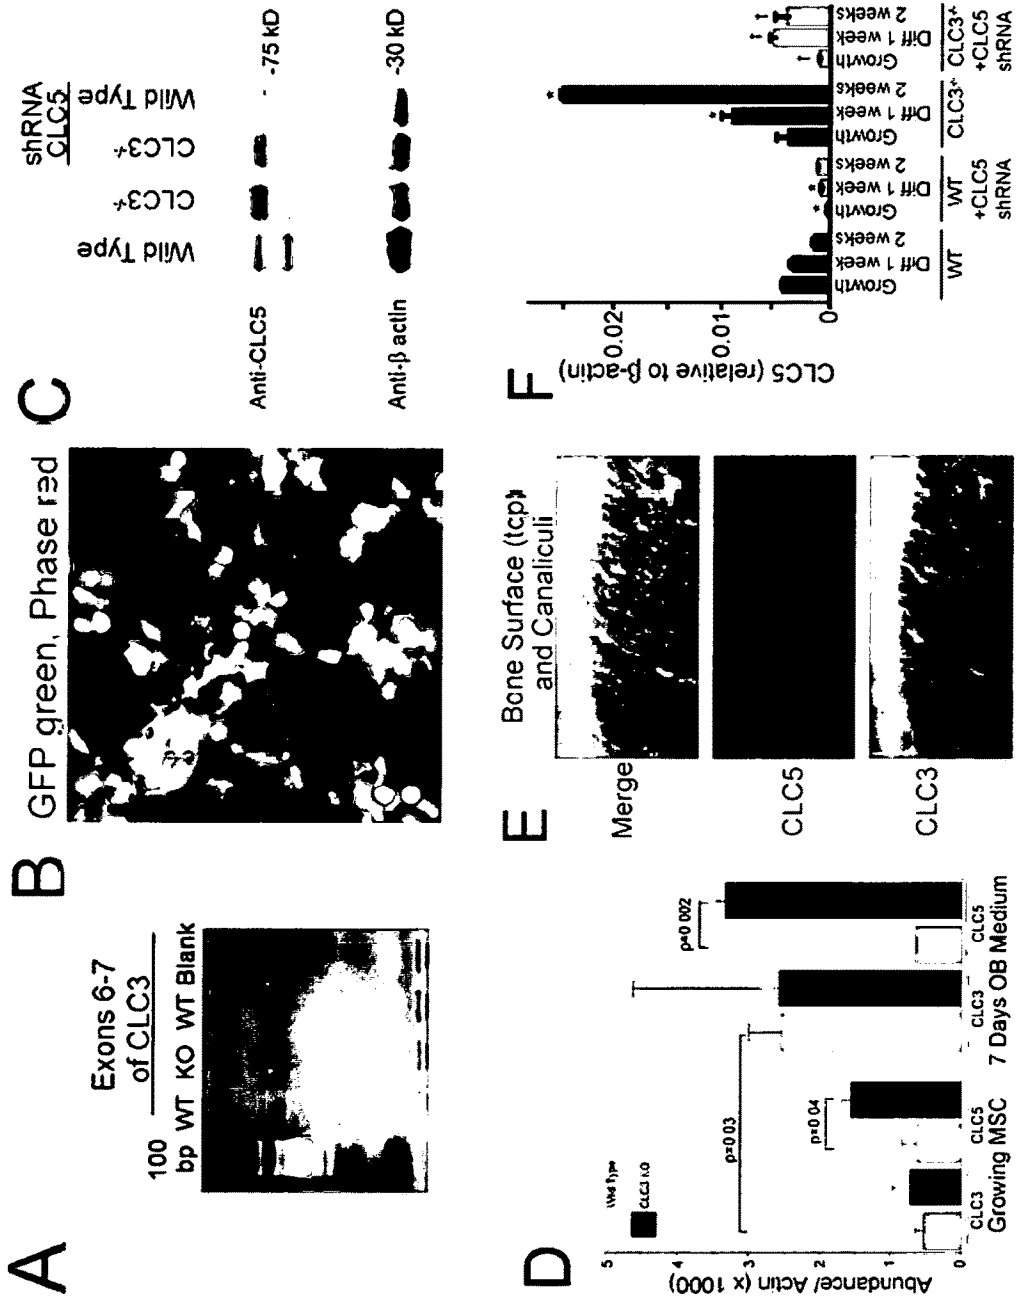 A
Exons 6-7
of CLC3
100
bp WT KO WT Blank
B
GFP green, Phase red
C
shRNA
CLC5
Wild Type
CLC3-/-
CLC3-/-
Wild Type
Anti-CLC5
-75 kD
Anti-β actin
-30 kD
D
Abundance/ Actin (x 1000)
5
4
3
2
1
0
Wild Type
CLC3 KO
p=0.03
p=0.04
p=0.002
CLC3
CLC5
CLC3
CLC5
Growing MSC
7 Days OB Medium
E
Bone Surface (top)
and Canaliculi
Merge
CLC5
CLC3
F
CLC5 (relative to β-actin)
0.02
0.01
0
Growth
Diff 1 week
2 weeks
Growth
Diff 1 week
2 weeks
Growth
Diff 1 week
2 weeks
Growth
Diff 1 week
2 weeks
WT
WT
+CLC5
shRNA
CLC3-/-
CLC3-/-
+CLC5
shRNA